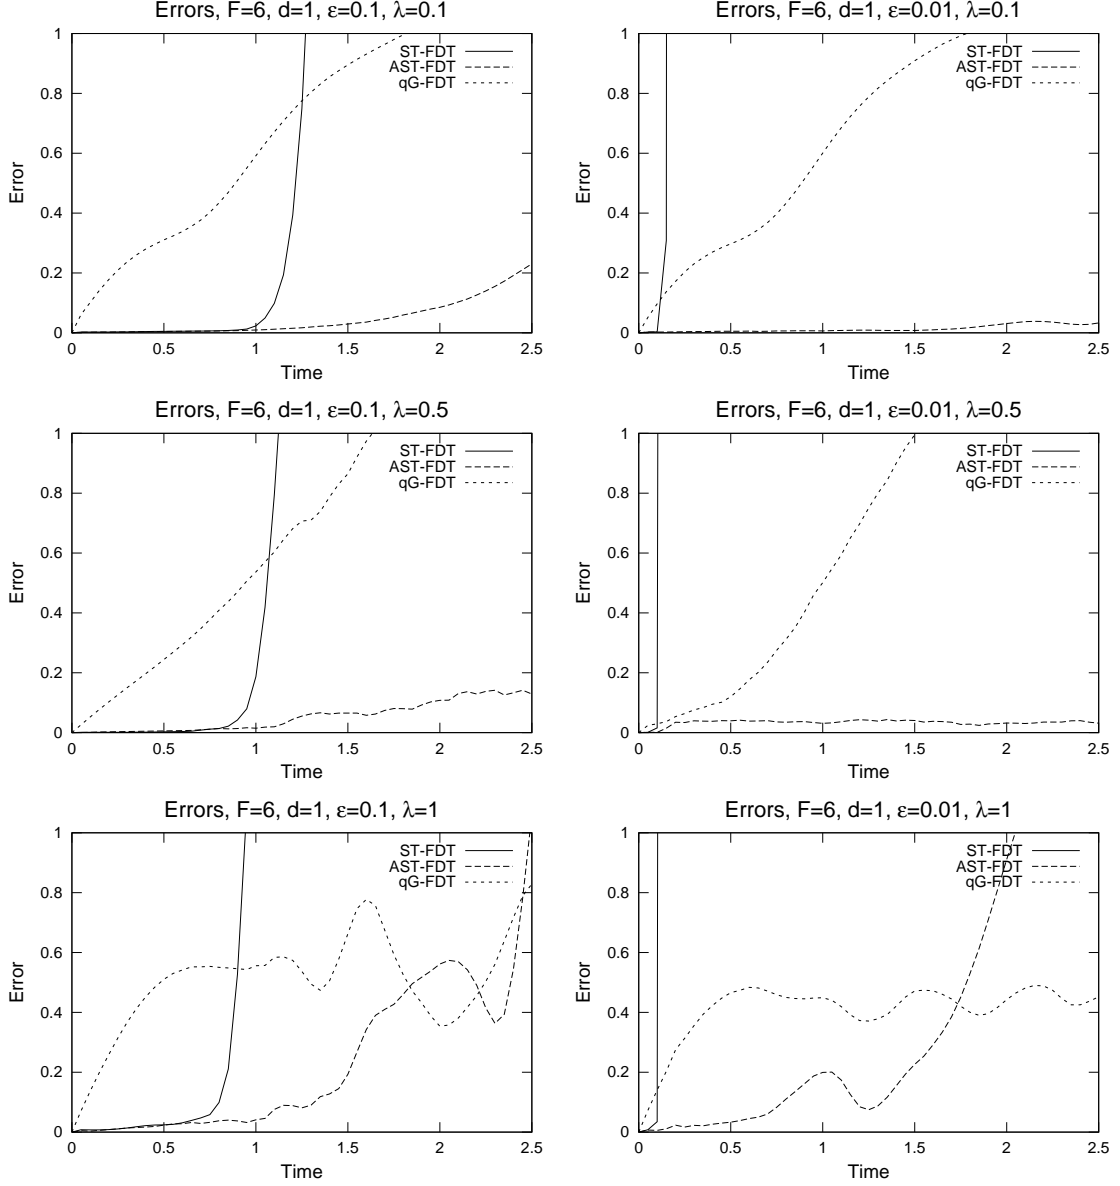 Errors, F=6, d=1, ε=0.1, λ=0.1
1
0.8
0.6
0.4
0.2
0
Error
0 0.5 1 1.5 2 2.5
Time
ST-FDT
AST-FDT
qG-FDT
Errors, F=6, d=1, ε=0.01, λ=0.1
1
0.8
0.6
0.4
0.2
0
Error
0 0.5 1 1.5 2 2.5
Time
ST-FDT
AST-FDT
qG-FDT
Errors, F=6, d=1, ε=0.1, λ=0.5
1
0.8
0.6
0.4
0.2
0
Error
0 0.5 1 1.5 2 2.5
Time
ST-FDT
AST-FDT
qG-FDT
Errors, F=6, d=1, ε=0.01, λ=0.5
1
0.8
0.6
0.4
0.2
0
Error
0 0.5 1 1.5 2 2.5
Time
ST-FDT
AST-FDT
qG-FDT
Errors, F=6, d=1, ε=0.1, λ=1
1
0.8
0.6
0.4
0.2
0
Error
0 0.5 1 1.5 2 2.5
Time
ST-FDT
AST-FDT
qG-FDT
Errors, F=6, d=1, ε=0.01, λ=1
1
0.8
0.6
0.4
0.2
0
Error
0 0.5 1 1.5 2 2.5
Time
ST-FDT
AST-FDT
qG-FDT